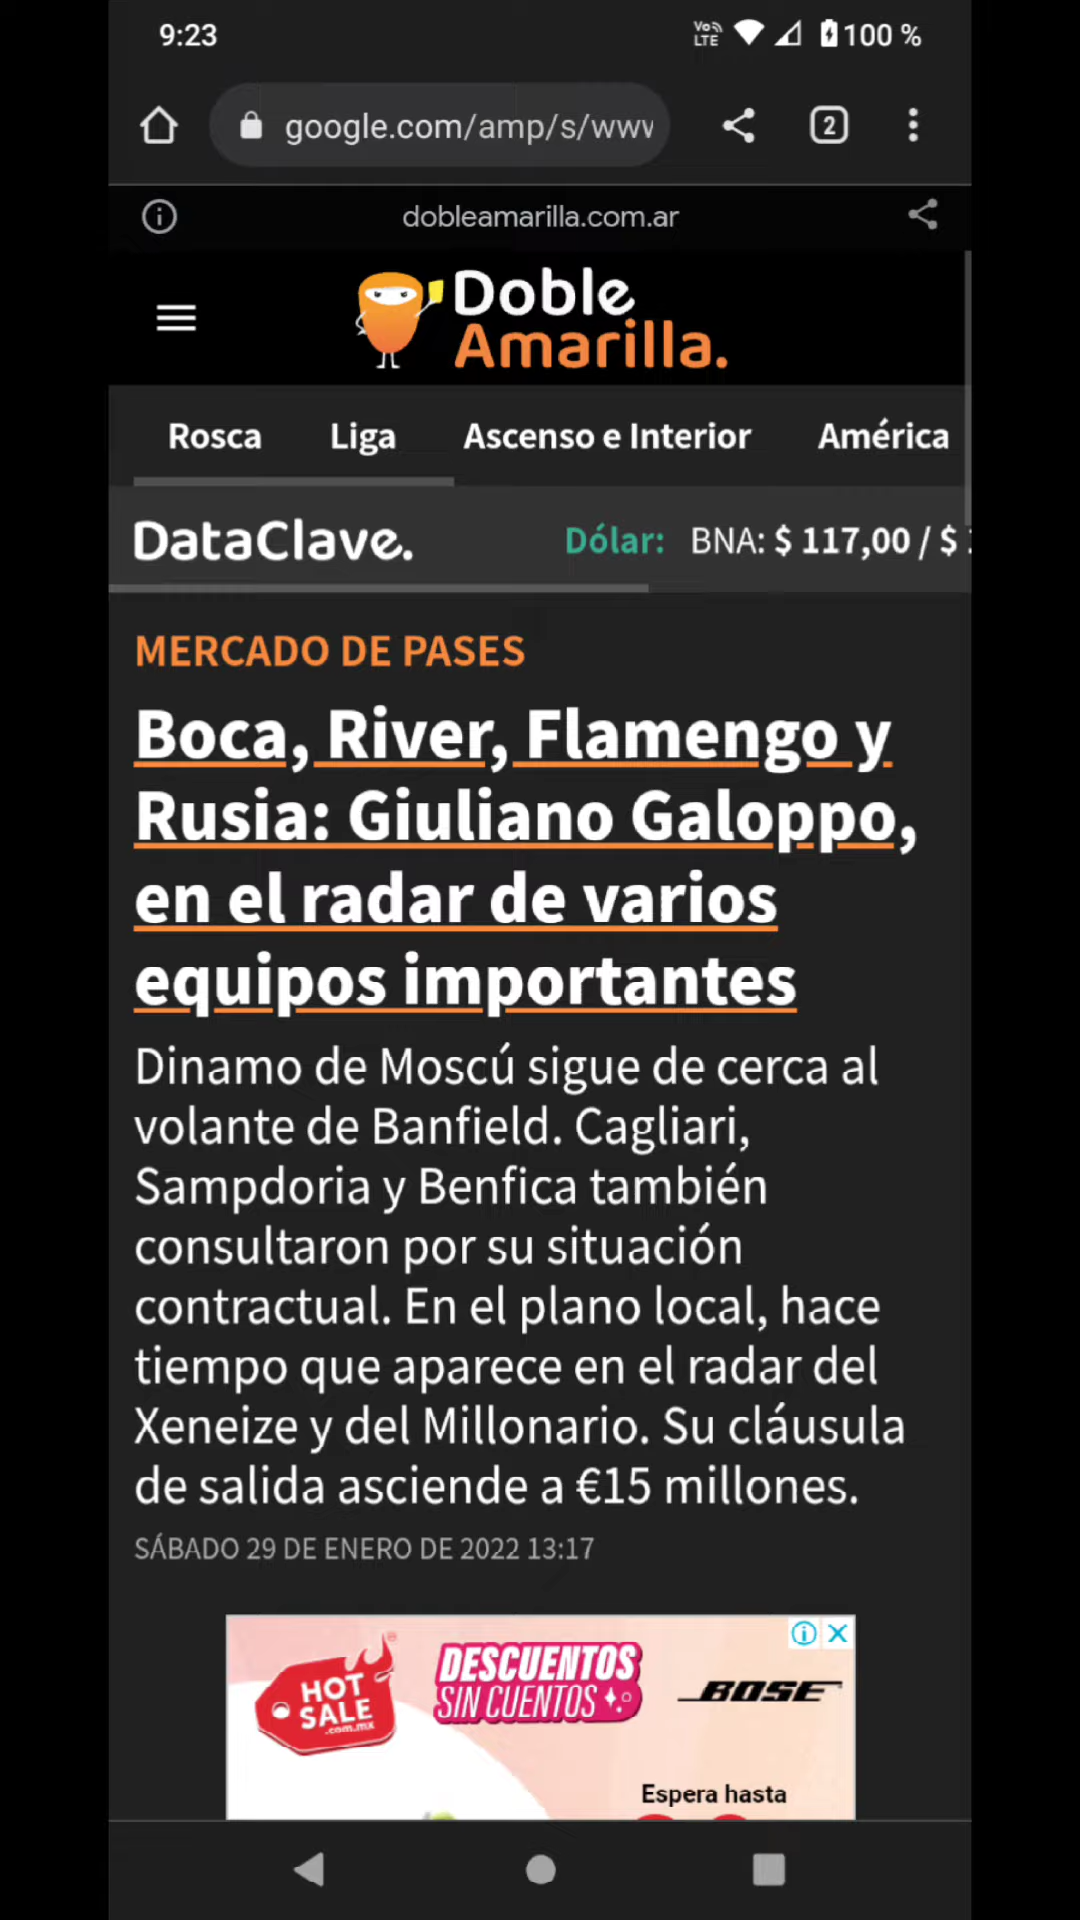 9:23
Vo
LTE
100 %
google.com/amp/s/www
2
dobleamarilla.com.ar
Doble
Amarilla.
Rosca Liga Ascenso e Interior América
DataClave. Dólar: BNA: $ 117,00 / $
MERCADO DE PASES
Boca, River, Flamengo y
Rusia: Giuliano Galoppo,
en el radar de varios
equipos importantes
Dinamo de Moscú sigue de cerca al
volante de Banfield. Cagliari,
Sampdoria y Benfica también
consultaron por su situación
contractual. En el plano local, hace
tiempo que aparece en el radar del
Xeneize y del Millonario. Su cláusula
de salida asciende a €15 millones.
SÁBADO 29 DE ENERO DE 2022 13:17
HOT
SALE
.com.mx
DESCUENTOS
SIN CUENTOS
BOSE
Espera hasta